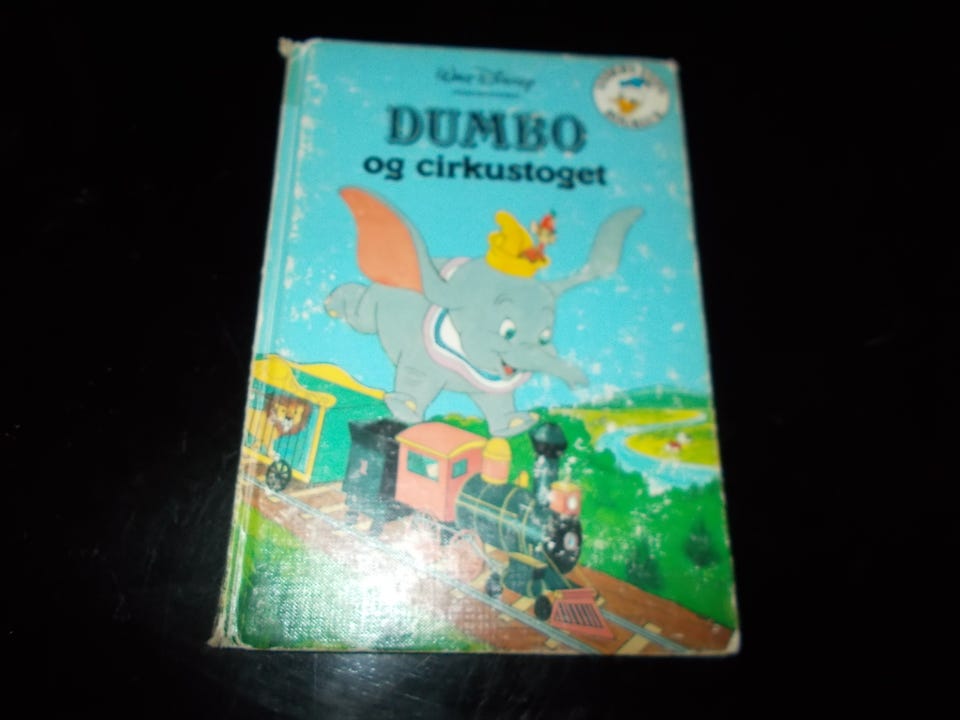 Walt Disney
DUMBO
og cirkustoget